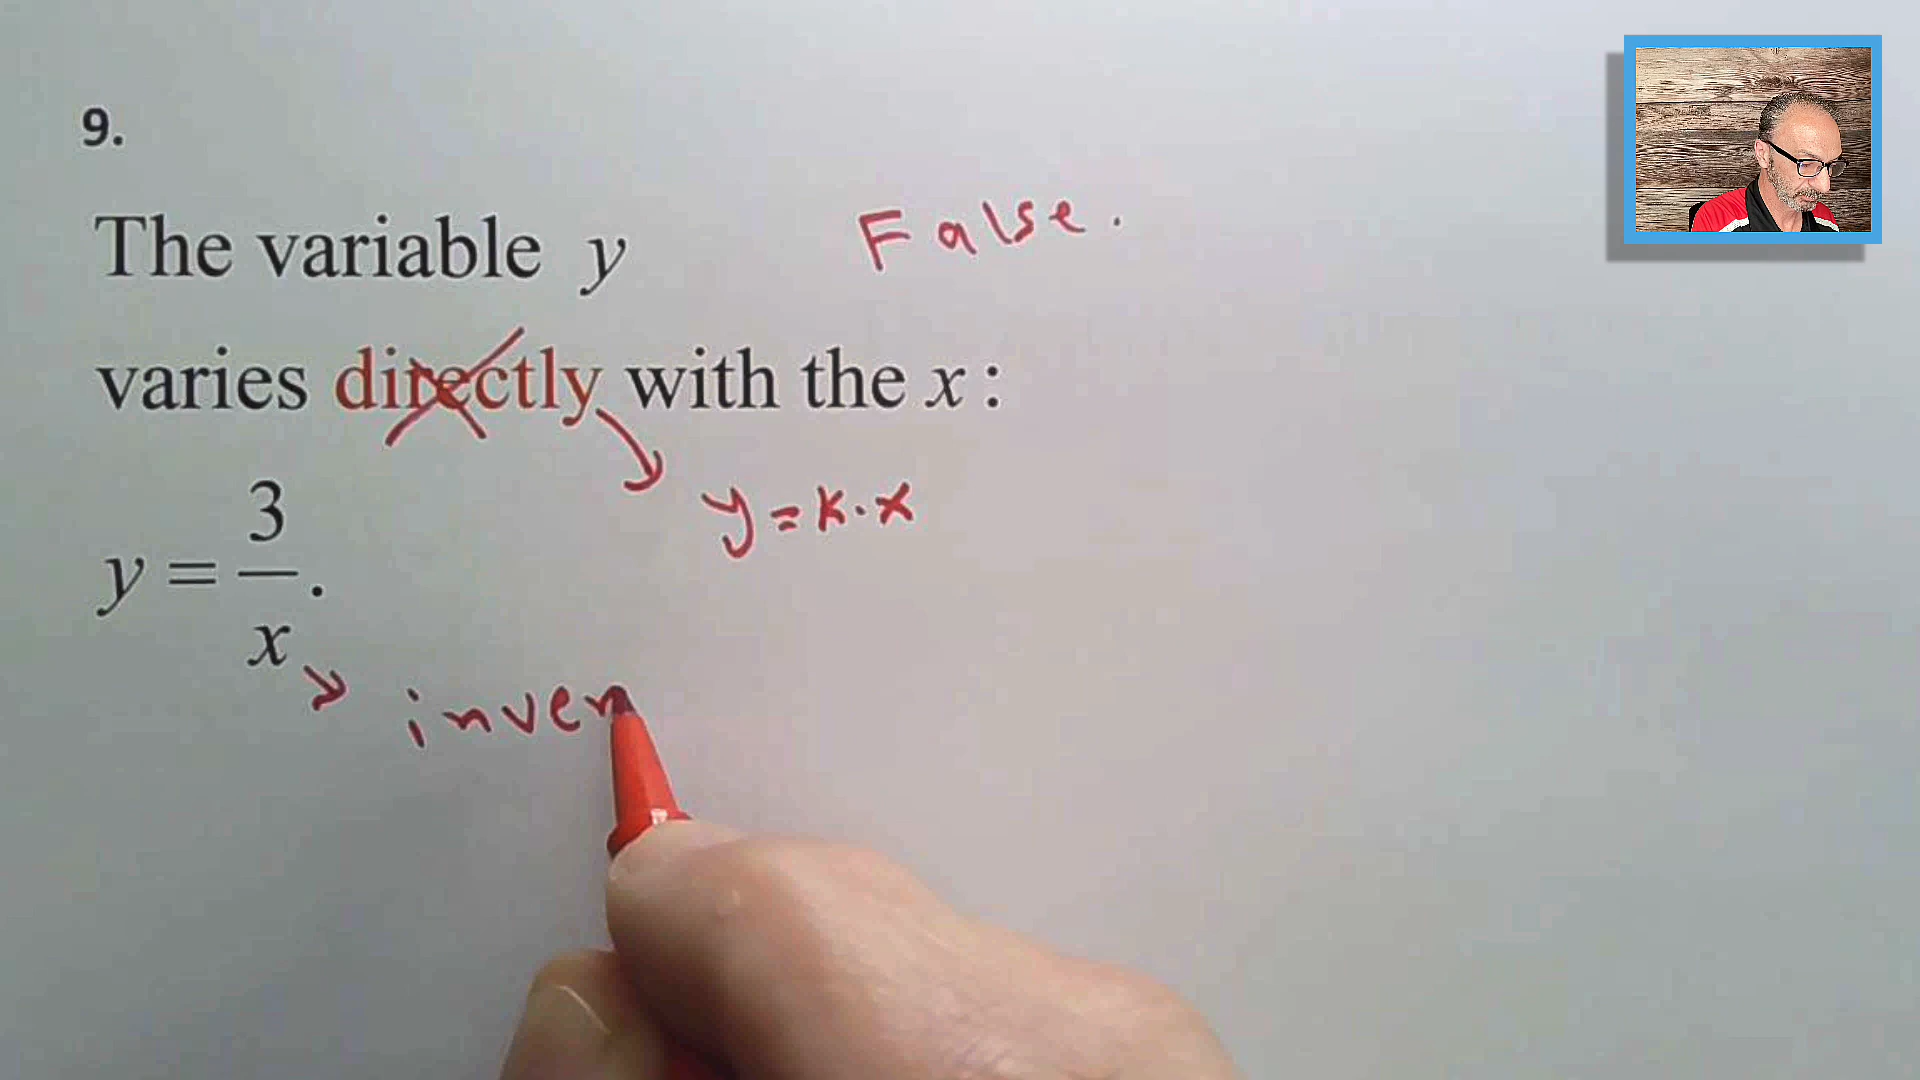 9.
The variable y
False.
varies directly with the x :
y = k·x
y = 3/x.
inver